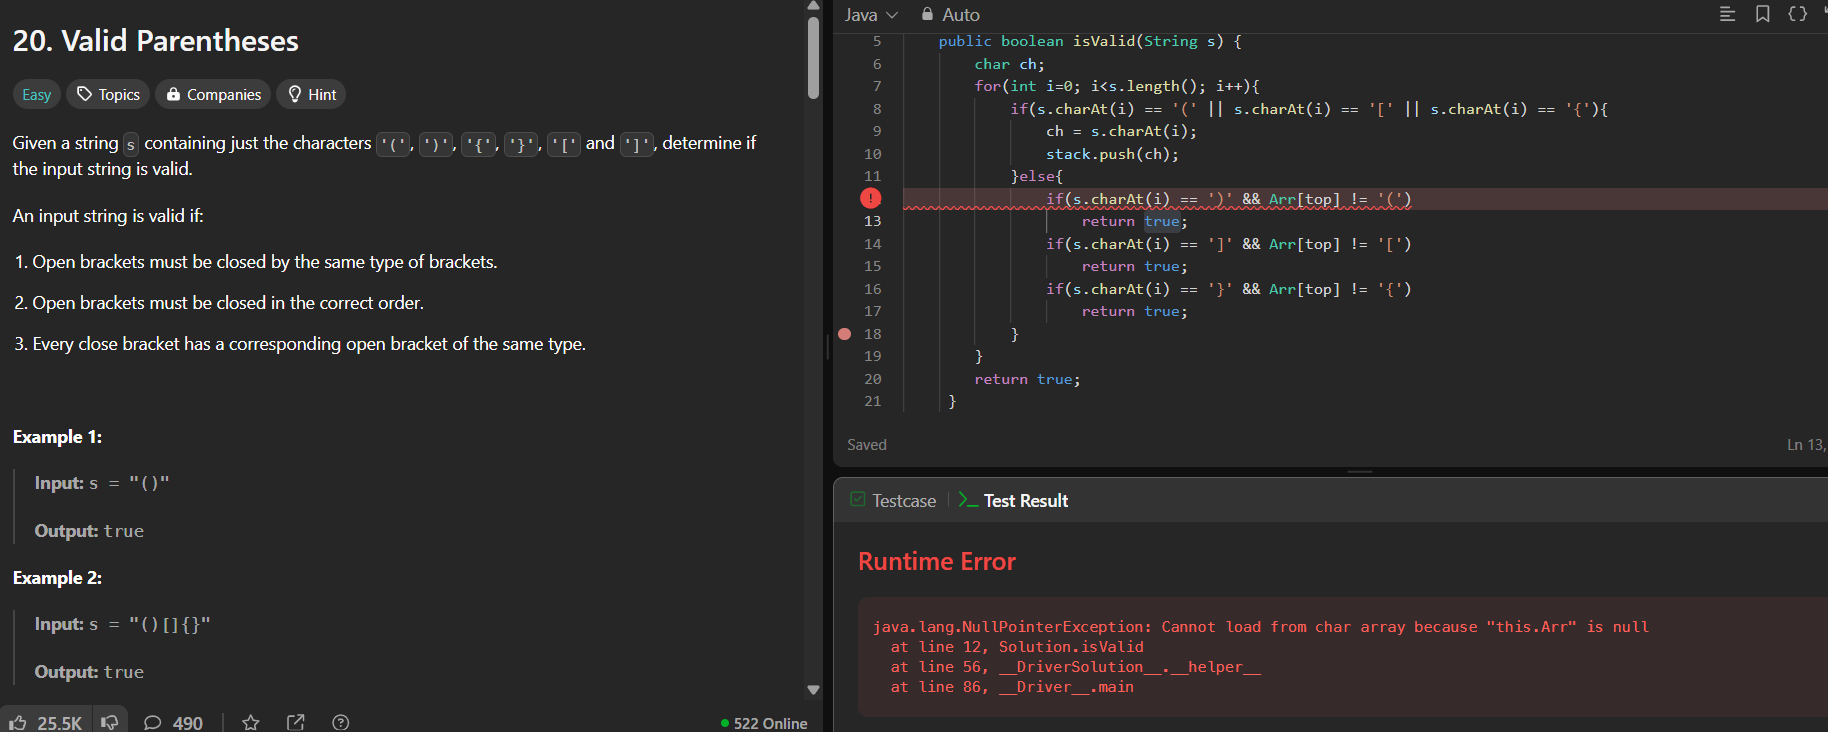 20. Valid Parentheses
Easy Topics Companies Hint
Given a string s containing just the characters '(', ')', '{', '}', '[' and ']', determine if
the input string is valid.
An input string is valid if:
1. Open brackets must be closed by the same type of brackets.
2. Open brackets must be closed in the correct order.
3. Every close bracket has a corresponding open bracket of the same type.
Example 1:
Input: s = "()"
Output: true
Example 2:
Input: s = "()[]{}"
Output: true
25.5K 490 522 Online
Java Auto
5 public boolean isValid(String s) {
6 char ch;
7 for(int i=0; i<s.length(); i++){
8 if(s.charAt(i) == '(' || s.charAt(i) == '[' || s.charAt(i) == '{'){
9 ch = s.charAt(i);
10 stack.push(ch);
11 }else{
if(s.charAt(i) == ')' && Arr[top] != '(')
13 return true;
14 if(s.charAt(i) == ']' && Arr[top] != '[')
15 return true;
16 if(s.charAt(i) == '}' && Arr[top] != '{')
17 return true;
18 }
19 }
20 return true;
21 }
Saved Ln 13,
Testcase Test Result
Runtime Error
java.lang.NullPointerException: Cannot load from char array because "this.Arr" is null
at line 12, Solution.isValid
at line 56, __DriverSolution__.__helper__
at line 86, __Driver__.main